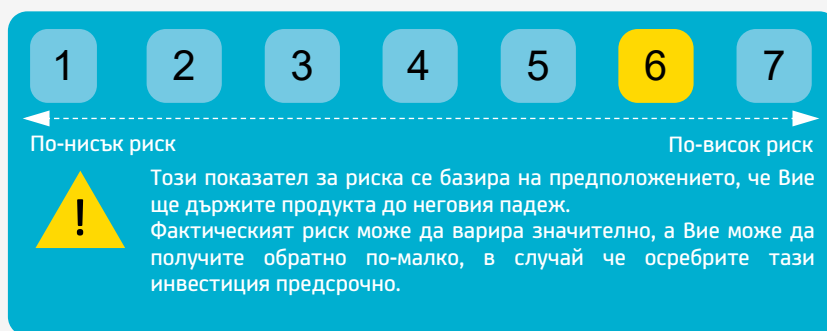 1 2 3 4 5 6 7
По-нисък риск По-висок риск
!
Този показател за риска се базира на предположението, че Вие
ще държите продукта до неговия падеж.
Фактическият риск може да варира значително, а Вие може да
получите обратно по-малко, в случай че осребрите тази
инвестиция предсрочно.